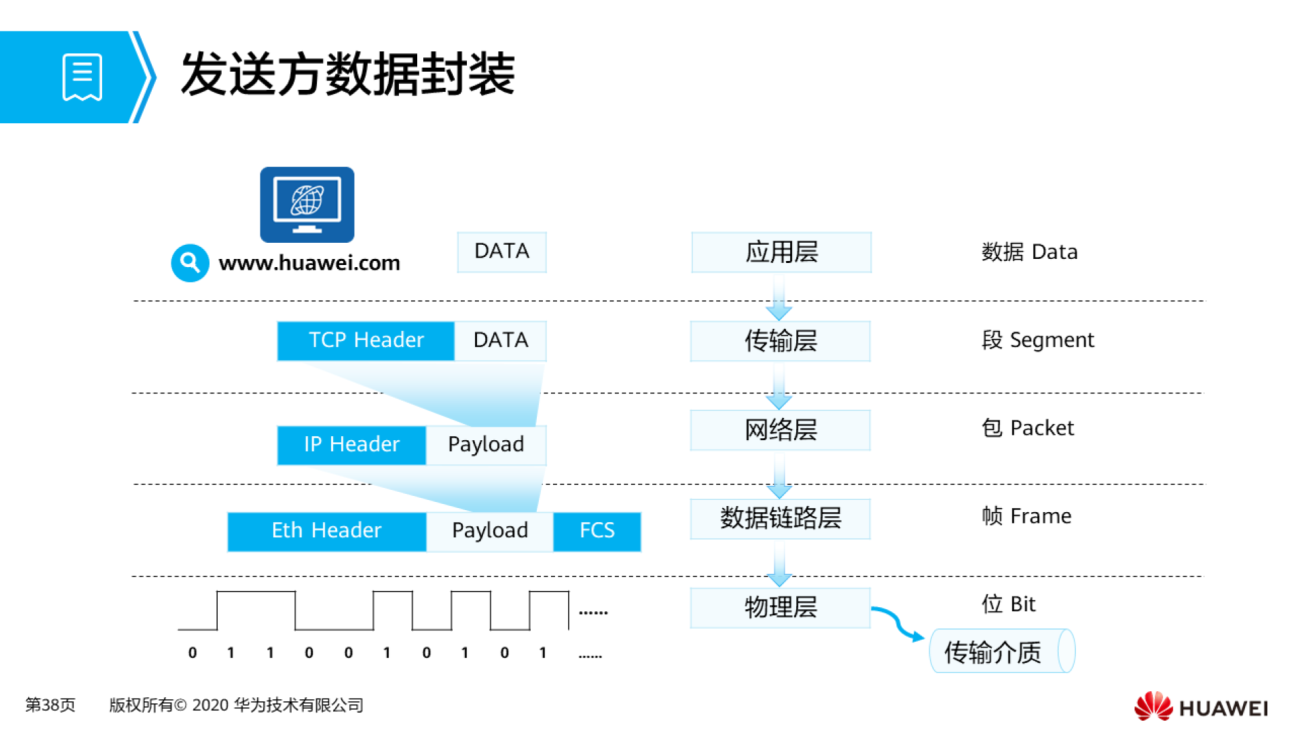 发送方数据封装
www.huawei.com
DATA
应用层
数据 Data
TCP Header
DATA
传输层
段 Segment
IP Header
Payload
网络层
包 Packet
Eth Header
Payload
FCS
数据链路层
帧 Frame
......
物理层
位 Bit
0 1 1 0 0 1 0 1 0 1 ......
传输介质
第38页
版权所有© 2020 华为技术有限公司
HUAWEI